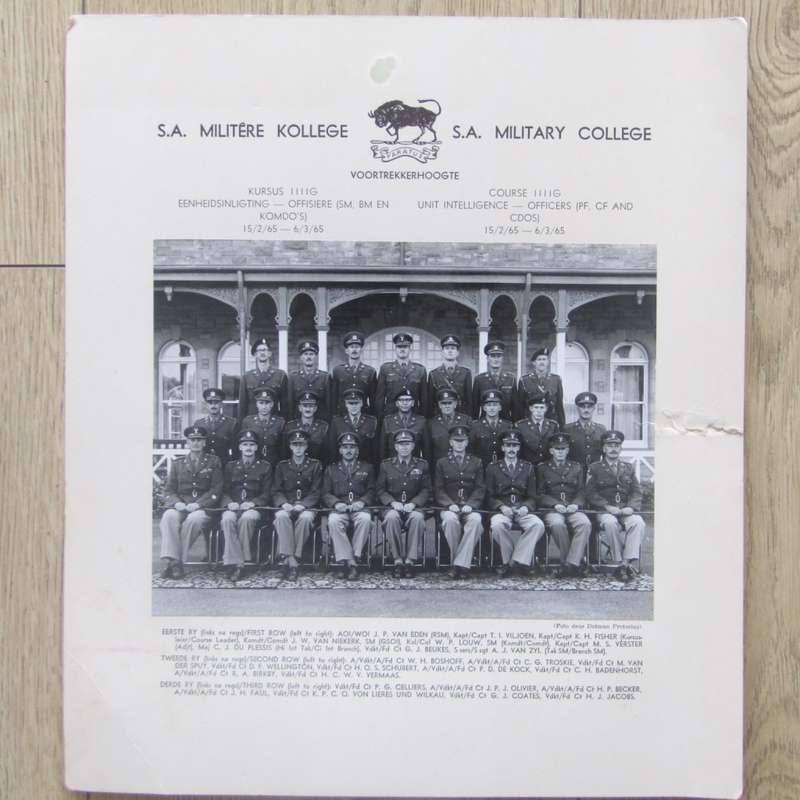 S.A. MILITÊRE KOLLEGE
S.A. MILITARY COLLEGE
PARATUS
VOORTREKKERHOOGTE
KURSUS 1111G
EENHEIDSINLIGTING — OFFISIERE (SM, BM EN
KOMDO'S)
15/2/65 — 6/3/65
COURSE 1111G
UNIT INTELLIGENCE — OFFICERS (PF, CF AND
CDOS)
15/2/65 — 6/3/65
(Foto deur Dotman Pretorius)
EERSTE RY (links na regs)/FIRST ROW (left to right): AOI/WOI J. P. VAN EDEN (RSM), Kapt/Capt T. I. VILJOEN, Kapt/Capt K. H. FISHER (Kursus-
leier/Course Leader), Komdt/Comdt J. W. VAN NIEKERK, SM (GSOI), Kol/Col W. P. LOUW, SM (Komdt/Comdt), Kapt/Capt M. S. VERSTER
(Adjt), Maj C. J. DU PLESSIS (Hi Int Tak/CI Int Branch), Vdkt/Fd Ct G. J. BEUKES, S sers/S sgt A. J. VAN ZYL (Tak SM/Branch SM).
TWEEDE RY (links na regs)/SECOND ROW (left to right): A/Vdkt/A/Fd Ct W. H. BOSHOFF, A/Vdkt/A/Fd Ct C. G. TROSKIE, Vdkt/Fd Ct M. VAN
DER SPUY, Vdkt/Fd Ct D. F. WELLINGTON, Vdkt/Fd Ct H. O. S. SCHUBERT, A/Vdkt/A/Fd Ct P. D. DE KOCK, Vdkt/Fd Ct C. H. BADENHORST,
A/Vdkt/A/Fd Ct R. A. BIRKBY, Vdkt/Fd Ct H. C. W. V. VERMAAS.
DERDE RY (links na regs)/THIRD ROW (left to right): Vdkt/Fd Ct P. G. CELLIERS, A/Vdkt/A/Fd Ct J. P. J. OLIVIER, A/Vdkt/A/Fd Ct H. P. BECKER,
A/Vdkt/A/Fd Ct J. H. FAUL, Vdkt/Fd Ct K. P. C. O. VON LIERES UND WILKAU, Vdkt/Fd Ct G. J. COATES, Vdkt/Fd Ct H. J. JACOBS.